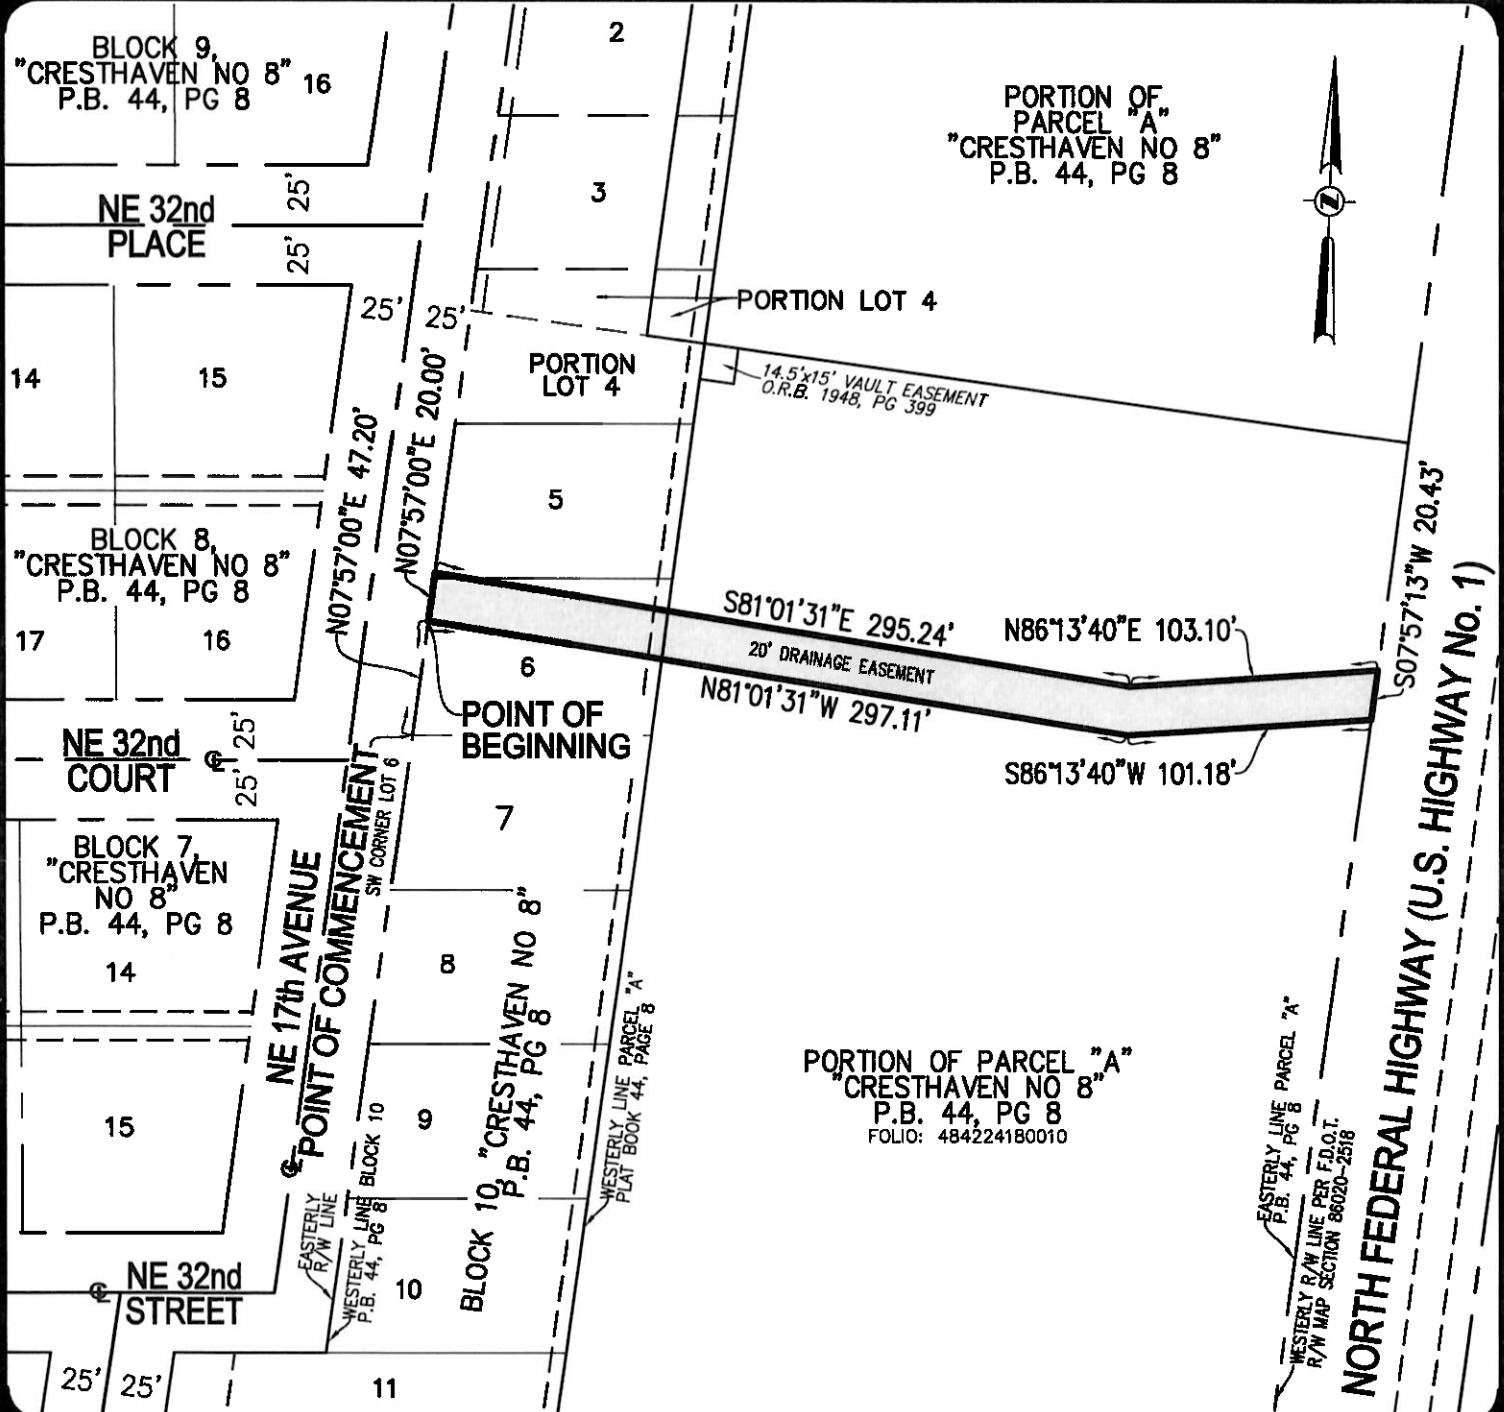 BLOCK 9,
"CRESTHAVEN NO 8"
P.B. 44, PG 8
16
2
PORTION OF
PARCEL "A"
"CRESTHAVEN NO 8"
P.B. 44, PG 8
Z
25'
NE 32nd
PLACE
25'
3
25'
25'
PORTION LOT 4
14
15
PORTION
LOT 4
14.5'x15' VAULT EASEMENT
O.R.B. 1948, PG 399
N07°57'00"E 47.20'
N07°57'00"E 20.00'
5
S07°57'13"W 20.43'
BLOCK 8,
"CRESTHAVEN NO 8"
P.B. 44, PG 8
17
16
S81°01'31"E 295.24'
N86°13'40"E 103.10'
20' DRAINAGE EASEMENT
6
N81°01'31"W 297.11'
POINT OF
BEGINNING
S86°13'40"W 101.18'
NE 32nd
COURT
25'
25'
7
BLOCK 7,
"CRESTHAVEN
NO 8"
P.B. 44, PG 8
14
NE 17th AVENUE
POINT OF COMMENCEMENT
SW CORNER LOT 6
8
BLOCK 10, "CRESTHAVEN NO 8"
P.B. 44, PG 8
WESTERLY LINE PARCEL "A"
PLAT BOOK 44, PAGE 8
PORTION OF PARCEL "A"
"CRESTHAVEN NO 8"
P.B. 44, PG 8
FOLIO: 484224180010
9
15
EASTERLY
R/W LINE
WESTERLY LINE BLOCK 10
P.B. 44, PG 8
10
EASTERLY LINE PARCEL "A"
P.B. 44, PG 8
WESTERLY R/W LINE PER F.D.O.T.
R/W MAP SECTION 86020-2518
NORTH FEDERAL HIGHWAY (U.S. HIGHWAY No. 1)
NE 32nd
STREET
25'
25'
11